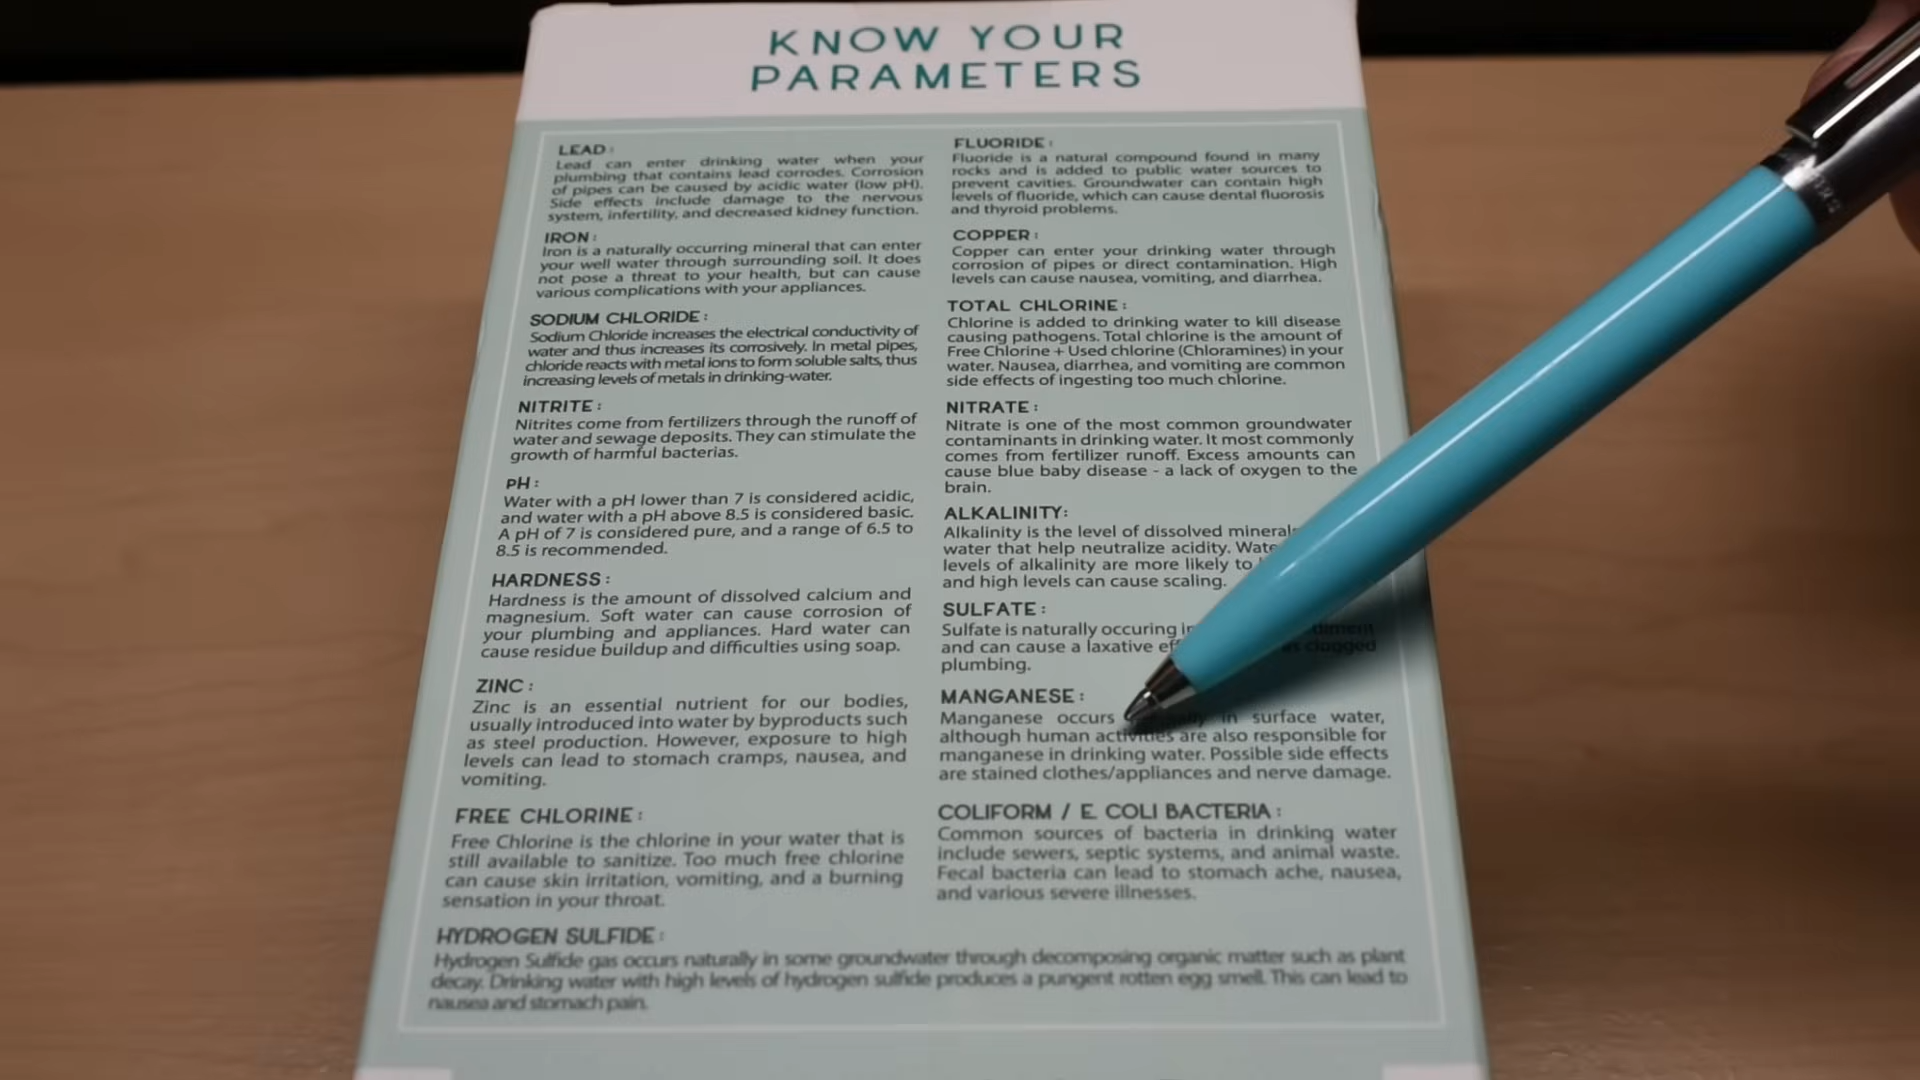 KNOW YOUR
PARAMETERS
LEAD:
Lead can enter drinking water when your
plumbing that contains lead corrodes. Corrosion
of pipes can be caused by acidic water (low pH).
Side effects include damage to the nervous
system, infertility, and decreased kidney function.
IRON:
Iron is a naturally occurring mineral that can enter
your well water through surrounding soil. It does
not pose a threat to your health, but can cause
various complications with your appliances.
SODIUM CHLORIDE:
Sodium Chloride increases the electrical conductivity of
water and thus increases its corrosively. In metal pipes,
chloride reacts with metal ions to form soluble salts, thus
increasing levels of metals in drinking-water.
NITRITE:
Nitrites come from fertilizers through the runoff of
water and sewage deposits. They can stimulate the
growth of harmful bacterias.
PH:
Water with a pH lower than 7 is considered acidic,
and water with a pH above 8.5 is considered basic.
A pH of 7 is considered pure, and a range of 6.5 to
8.5 is recommended.
HARDNESS:
Hardness is the amount of dissolved calcium and
magnesium. Soft water can cause corrosion of
your plumbing and appliances. Hard water can
cause residue buildup and difficulties using soap.
ZINC:
Zinc is an essential nutrient for our bodies,
usually introduced into water by byproducts such
as steel production. However, exposure to high
levels can lead to stomach cramps, nausea, and
vomiting.
FREE CHLORINE:
Free Chlorine is the chlorine in your water that is
still available to sanitize. Too much free chlorine
can cause skin irritation, vomiting, and a burning
sensation in your throat.
FLUORIDE:
Fluoride is a natural compound found in many
rocks and is added to public water sources to
prevent cavities. Groundwater can contain high
levels of fluoride, which can cause dental fluorosis
and thyroid problems.
COPPER:
Copper can enter your drinking water through
corrosion of pipes or direct contamination. High
levels can cause nausea, vomiting, and diarrhea.
TOTAL CHLORINE:
Chlorine is added to drinking water to kill disease
causing pathogens. Total chlorine is the amount of
Free Chlorine + Used chlorine (Chloramines) in your
water. Nausea, diarrhea, and vomiting are common
side effects of ingesting too much chlorine.
NITRATE:
Nitrate is one of the most common groundwater
contaminants in drinking water. It most commonly
comes from fertilizer runoff. Excess amounts can
cause blue baby disease - a lack of oxygen to the
brain.
ALKALINITY:
Alkalinity is the level of dissolved minerals
water that help neutralize acidity.
levels of alkalinity are more likely to
and high levels can cause scaling.
SULFATE:
Sulfate is naturally occuring
and can cause a laxative clogged
plumbing.
MANGANESE:
Manganese occurs in surface water,
although human activities are also responsible for
manganese in drinking water. Possible side effects
are stained clothes/appliances and nerve damage.
COLIFORM / E. COLI BACTERIA:
Common sources of bacteria in drinking water
include sewers, septic systems, and animal waste.
Fecal bacteria can lead to stomach ache, nausea,
and various severe illnesses.
HYDROGEN SULFIDE:
Hydrogen Sulfide gas occurs naturally in some groundwater through decomposing organic matter such as plant
decay. Drinking water with high levels of hydrogen sulfide produces a pungent rotten egg smell. This can lead to
nausea and stomach pain.